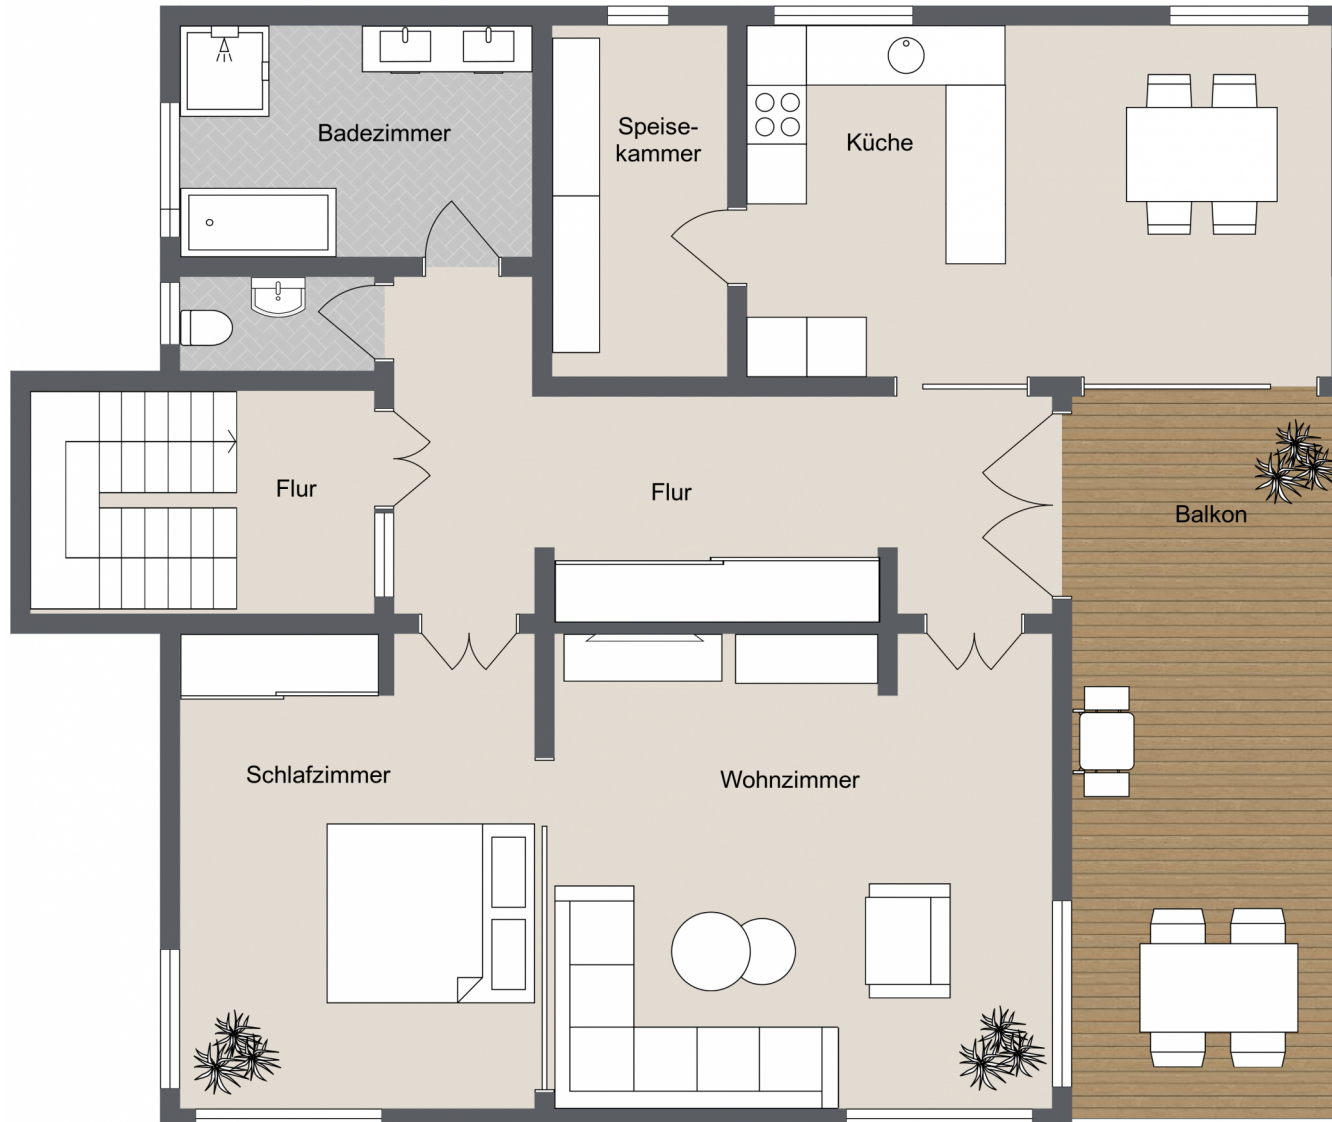 Badezimmer
Speise-
kammer
Küche
Flur
Flur
Balkon
Schlafzimmer
Wohnzimmer